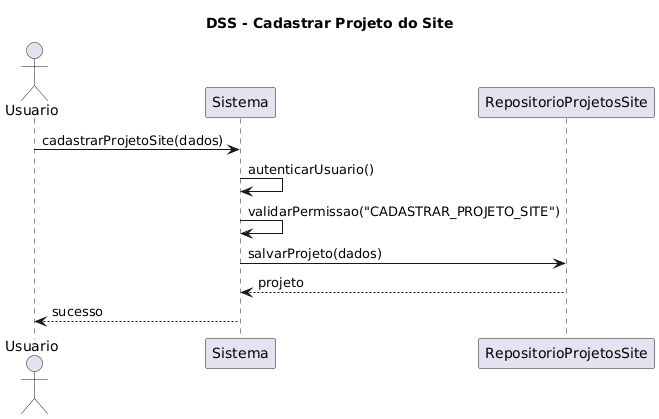 DSS - Cadastrar Projeto do Site
Usuario
Sistema
RepositorioProjetosSite
cadastrarProjetoSite(dados)
autenticarUsuario()
validarPermissao("CADASTRAR_PROJETO_SITE")
salvarProjeto(dados)
projeto
sucesso
Usuario
Sistema
RepositorioProjetosSite